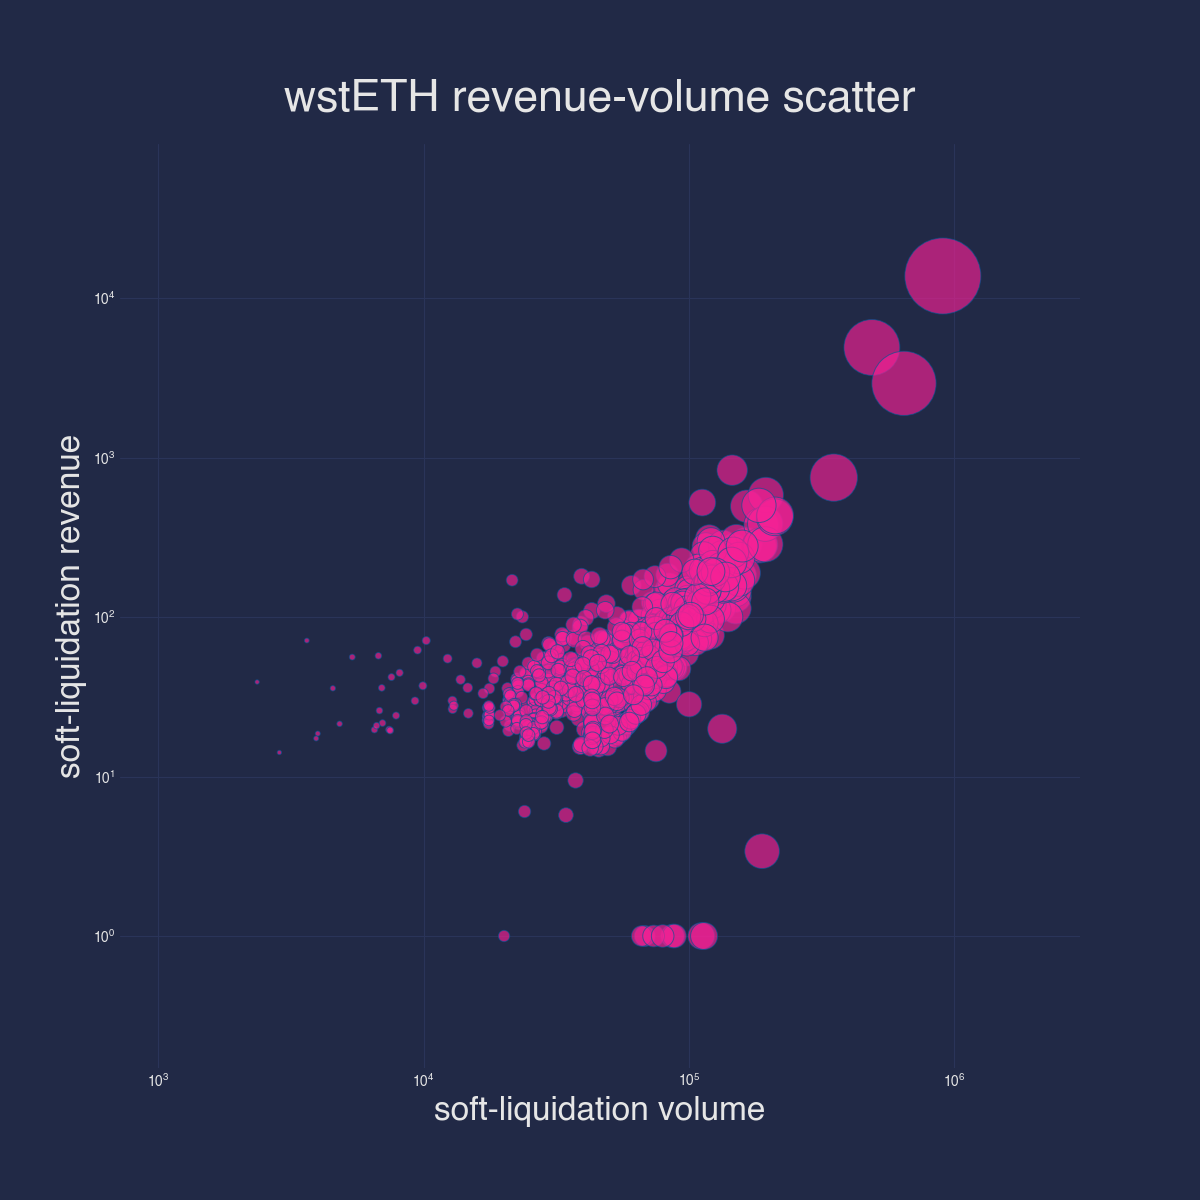 wstETH revenue-volume scatter
10⁴
10³
10²
10¹
10⁰
soft-liquidation revenue
10³ 10⁴ 10⁵ 10⁶
soft-liquidation volume